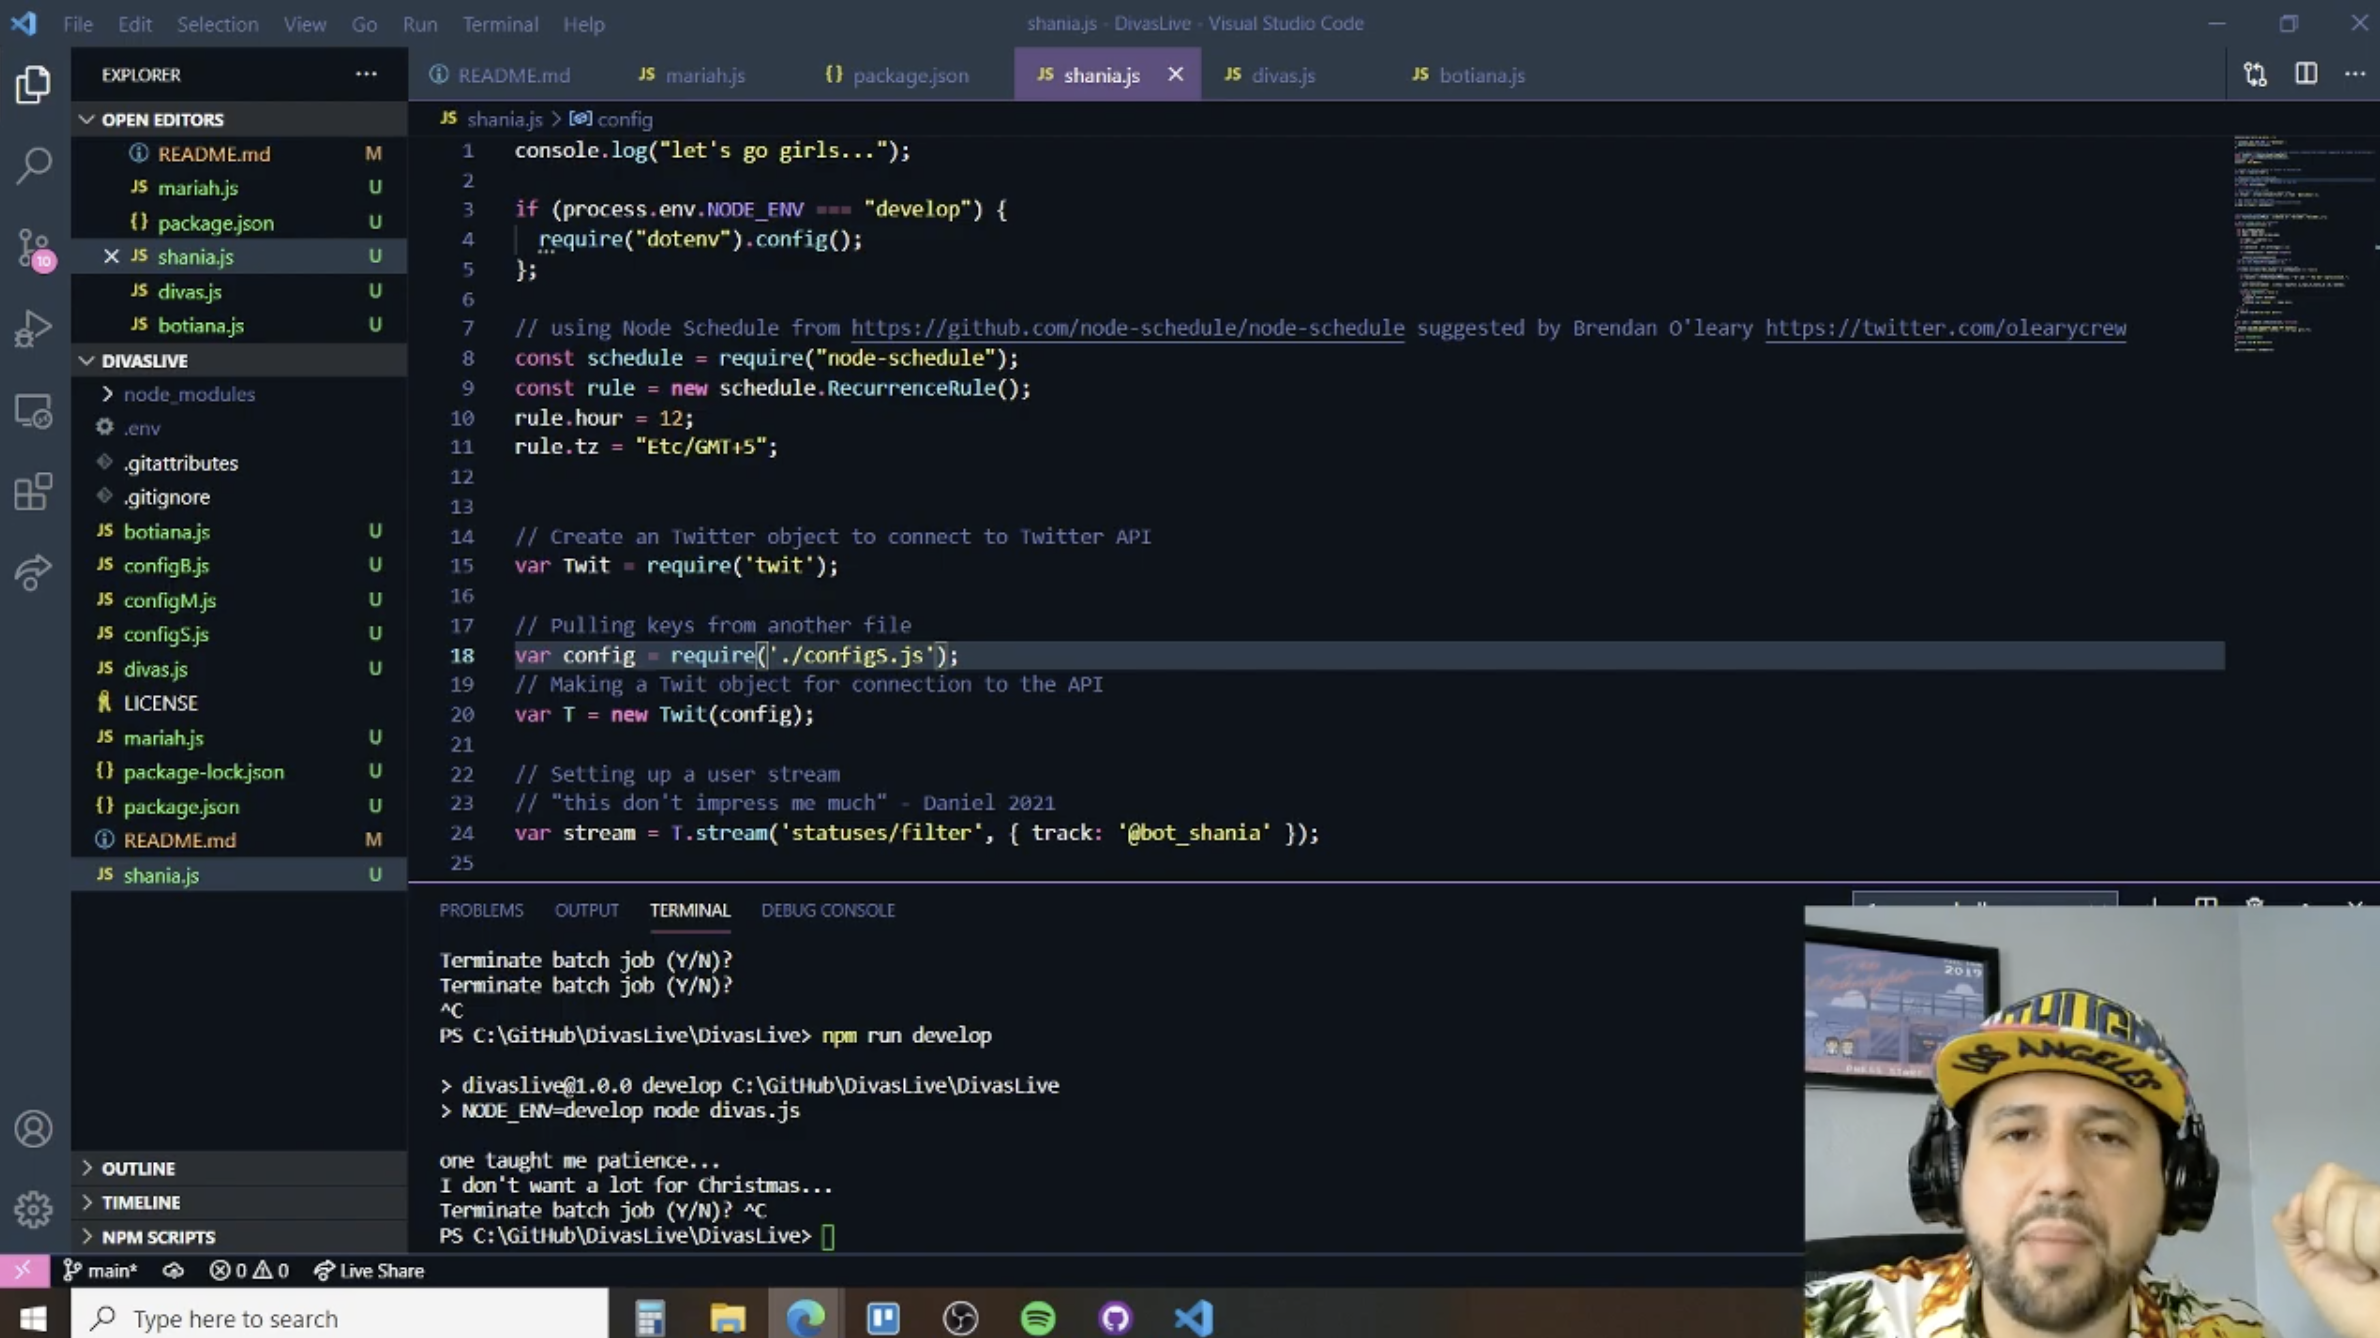 File Edit Selection View Go Run Terminal Help
shania.js - DivasLive - Visual Studio Code
EXPLORER
README.md
mariah.js
package.json
shania.js
divas.js
botiana.js
OPEN EDITORS
README.md M
mariah.js U
package.json U
shania.js U
divas.js U
botiana.js U
DIVASLIVE
node_modules
.env
.gitattributes
.gitignore
botiana.js U
configB.js U
configM.js U
configS.js U
divas.js U
LICENSE
mariah.js U
package-lock.json U
package.json U
README.md M
shania.js U
OUTLINE
TIMELINE
NPM SCRIPTS
10
JS shania.js > config
1 console.log("let's go girls...");
2
3 if (process.env.NODE_ENV === "develop") {
4 require("dotenv").config();
5 };
6
7 // using Node Schedule from https://github.com/node-schedule/node-schedule suggested by Brendan O'leary https://twitter.com/olearycrew
8 const schedule = require("node-schedule");
9 const rule = new schedule.RecurrenceRule();
10 rule.hour = 12;
11 rule.tz = "Etc/GMT+5";
12
13
14 // Create an Twitter object to connect to Twitter API
15 var Twit = require('twit');
16
17 // Pulling keys from another file
18 var config = require('./configS.js');
19 // Making a Twit object for connection to the API
20 var T = new Twit(config);
21
22 // Setting up a user stream
23 // "this don't impress me much" - Daniel 2021
24 var stream = T.stream('statuses/filter', { track: '@bot_shania' });
25
PROBLEMS OUTPUT TERMINAL DEBUG CONSOLE
Terminate batch job (Y/N)?
Terminate batch job (Y/N)?
^C
PS C:\GitHub\DivasLive\DivasLive> npm run develop
> divaslive@1.0.0 develop C:\GitHub\DivasLive\DivasLive
> NODE_ENV=develop node divas.js
one taught me patience...
I don't want a lot for Christmas...
Terminate batch job (Y/N)? ^C
PS C:\GitHub\DivasLive\DivasLive>
2019
PRESS START
THUG
LOS ANGELES
main* 0 0 Live Share
Type here to search